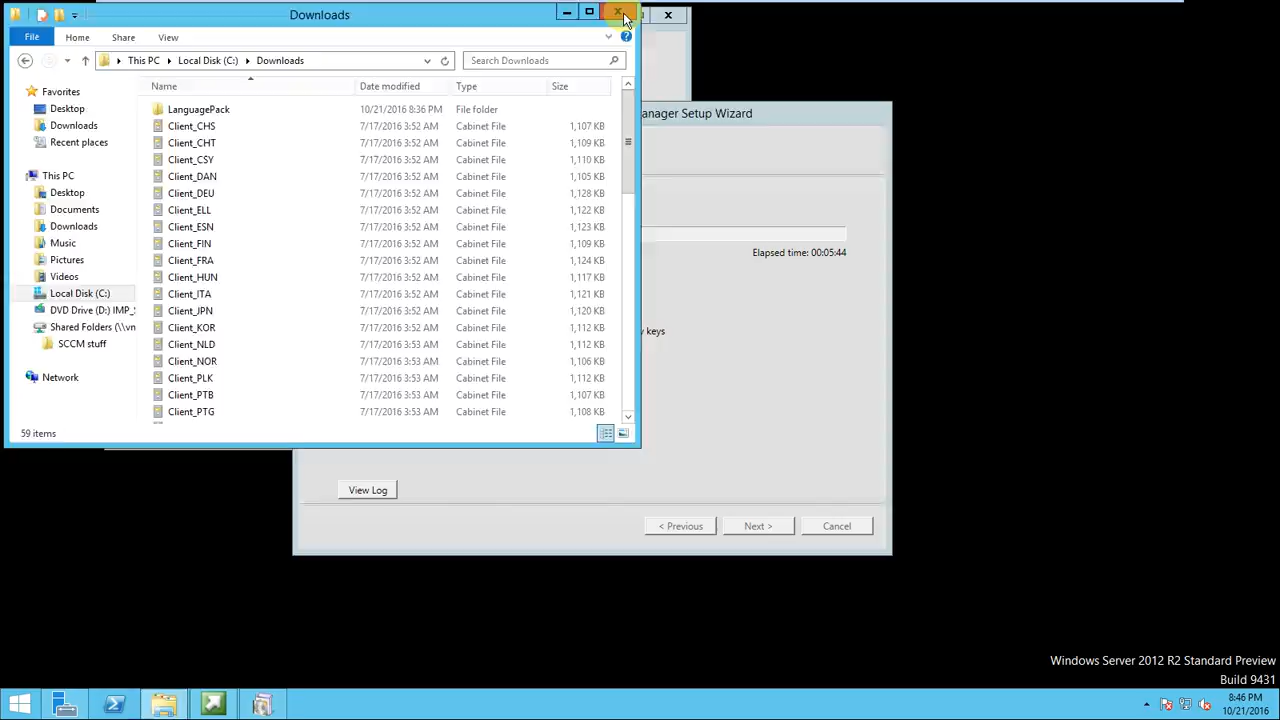 Downloads
File Home Share View
This PC Local Disk (C:) Downloads
Search Downloads
Name Date modified Type Size
Favorites
Desktop
Downloads
Recent places
This PC
Desktop
Documents
Downloads
Music
Pictures
Videos
Local Disk (C:)
DVD Drive (D:) IMP_S
Shared Folders (\\vn
SCCM stuff
Network
LanguagePack 10/21/2016 8:36 PM File folder
Client_CHS 7/17/2016 3:52 AM Cabinet File 1,107 KB
Client_CHT 7/17/2016 3:52 AM Cabinet File 1,109 KB
Client_CSY 7/17/2016 3:52 AM Cabinet File 1,110 KB
Client_DAN 7/17/2016 3:52 AM Cabinet File 1,105 KB
Client_DEU 7/17/2016 3:52 AM Cabinet File 1,128 KB
Client_ELL 7/17/2016 3:52 AM Cabinet File 1,122 KB
Client_ESN 7/17/2016 3:52 AM Cabinet File 1,123 KB
Client_FIN 7/17/2016 3:52 AM Cabinet File 1,109 KB
Client_FRA 7/17/2016 3:52 AM Cabinet File 1,124 KB
Client_HUN 7/17/2016 3:52 AM Cabinet File 1,117 KB
Client_ITA 7/17/2016 3:52 AM Cabinet File 1,121 KB
Client_JPN 7/17/2016 3:52 AM Cabinet File 1,120 KB
Client_KOR 7/17/2016 3:52 AM Cabinet File 1,112 KB
Client_NLD 7/17/2016 3:53 AM Cabinet File 1,112 KB
Client_NOR 7/17/2016 3:53 AM Cabinet File 1,106 KB
Client_PLK 7/17/2016 3:53 AM Cabinet File 1,112 KB
Client_PTB 7/17/2016 3:53 AM Cabinet File 1,107 KB
Client_PTG 7/17/2016 3:53 AM Cabinet File 1,108 KB
59 items
anager Setup Wizard
Elapsed time: 00:05:44
y keys
View Log
< Previous Next > Cancel
Windows Server 2012 R2 Standard Preview
Build 9431
8:46 PM
10/21/2016